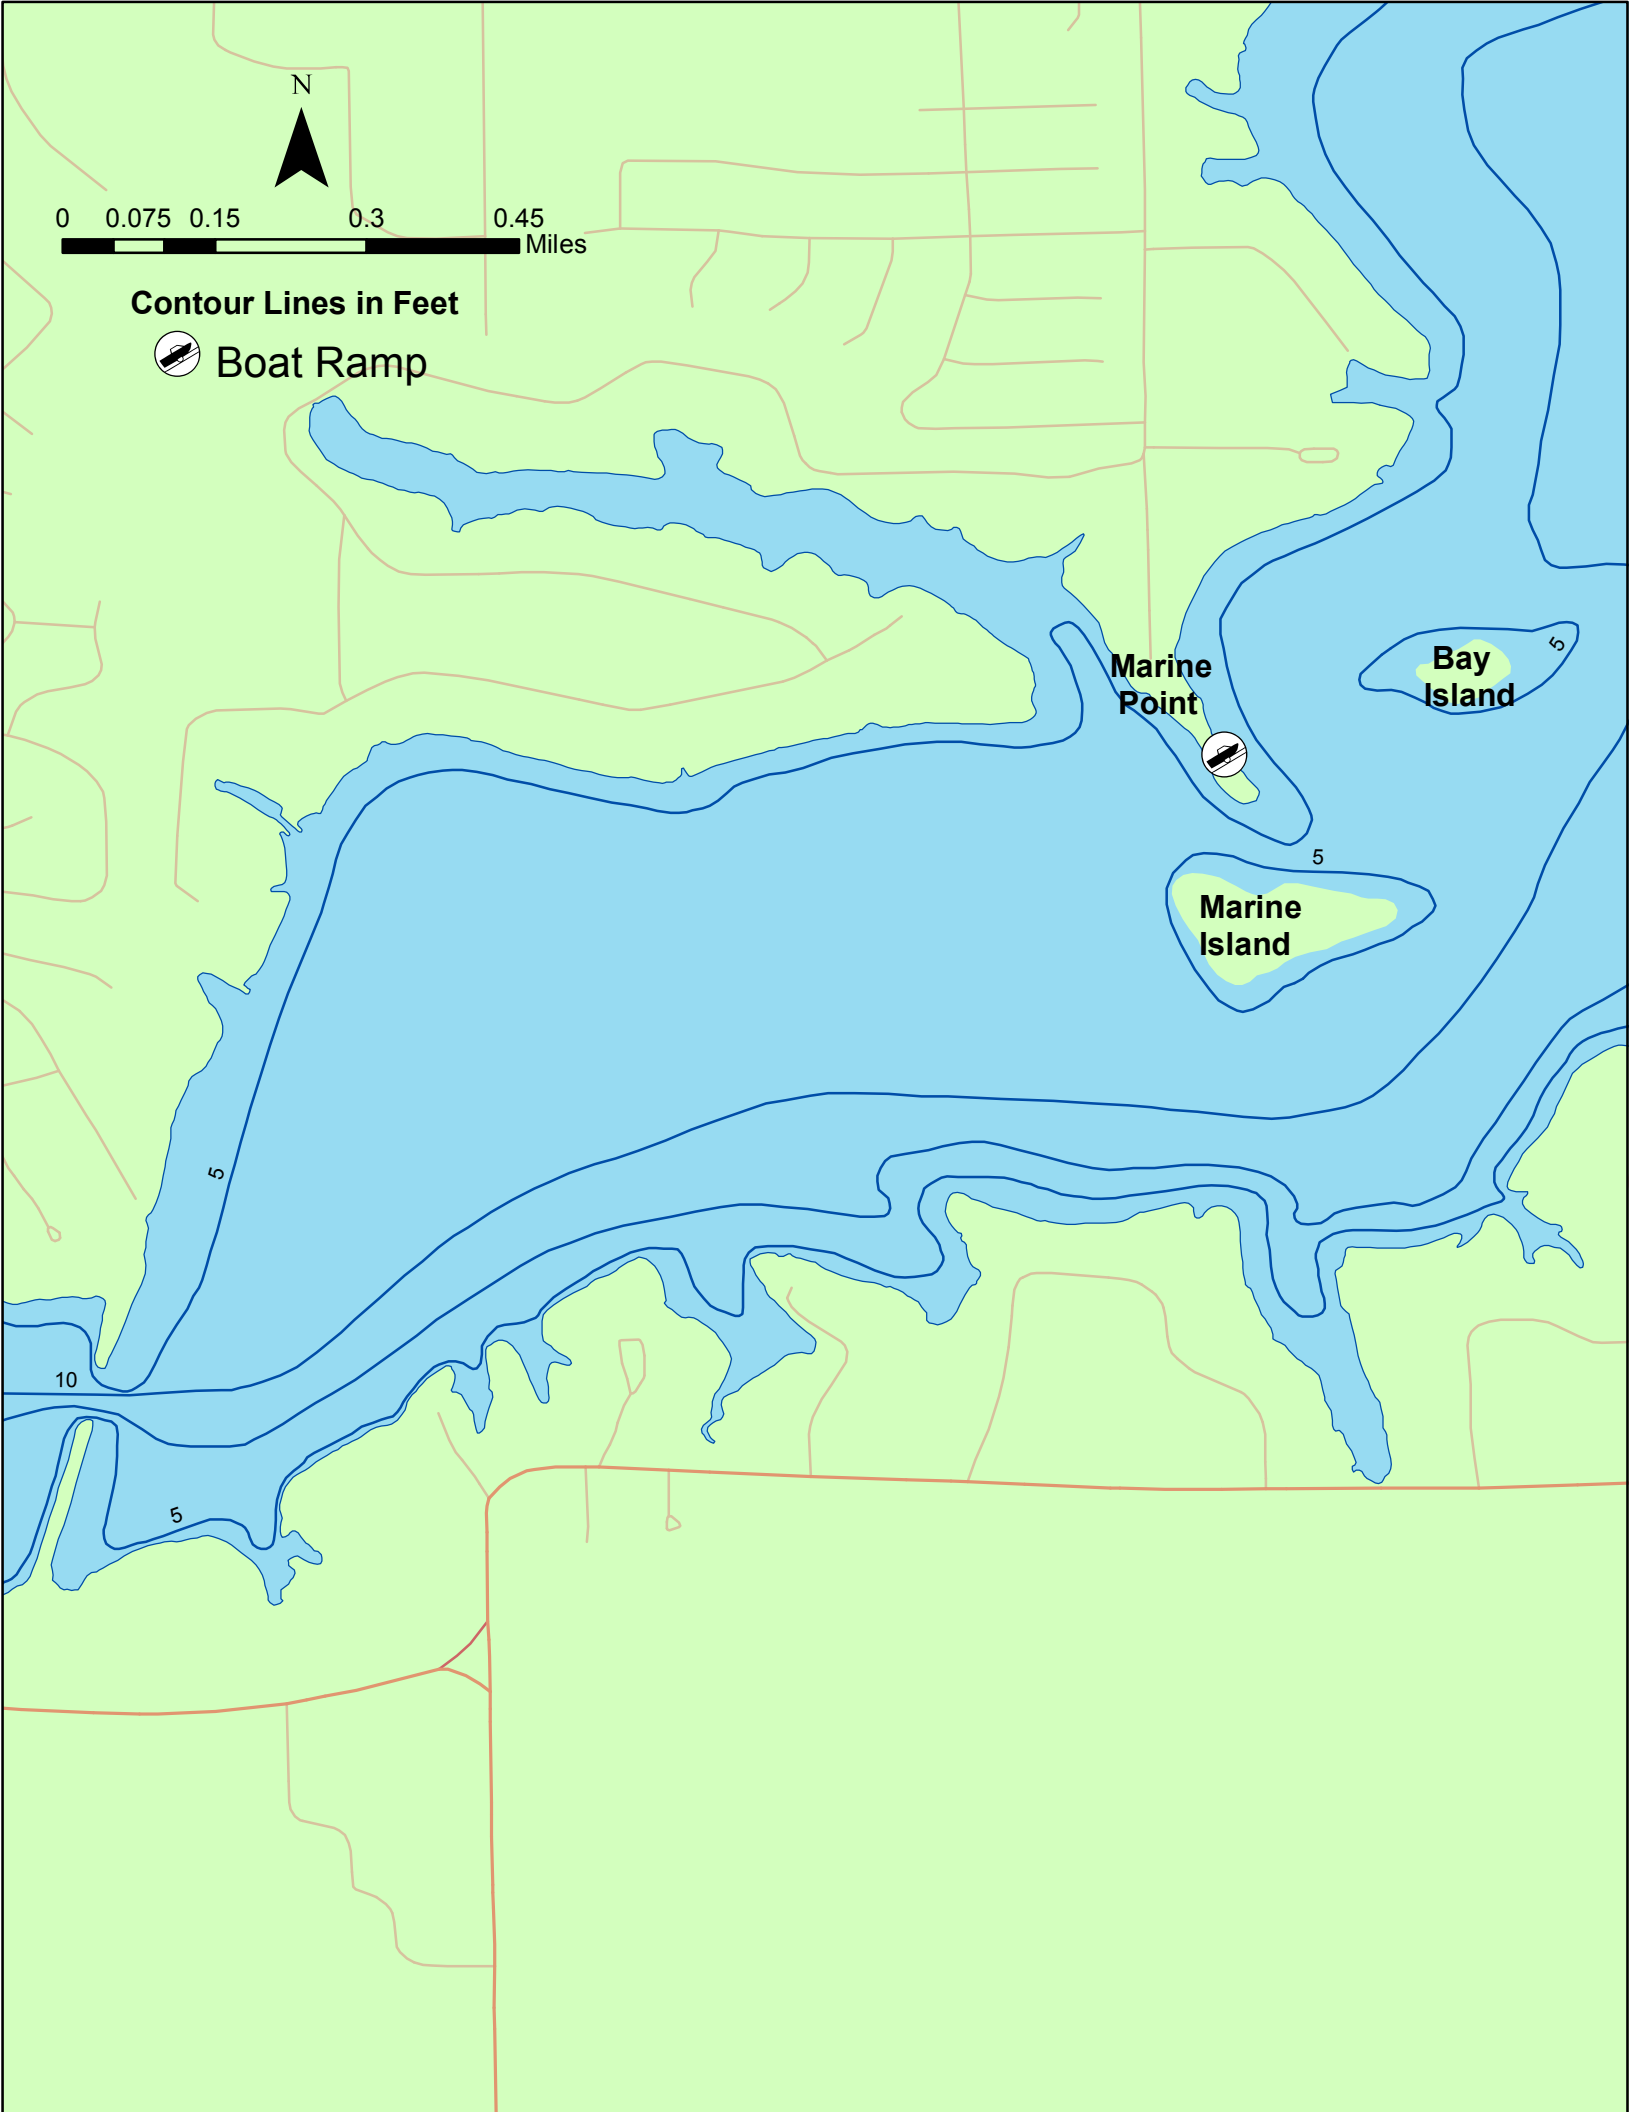 N
0 0.075 0.15 0.3 0.45
Miles
Contour Lines in Feet
Boat Ramp
Marine
Point
Bay
Island
5
5
Marine
Island
5
10
5